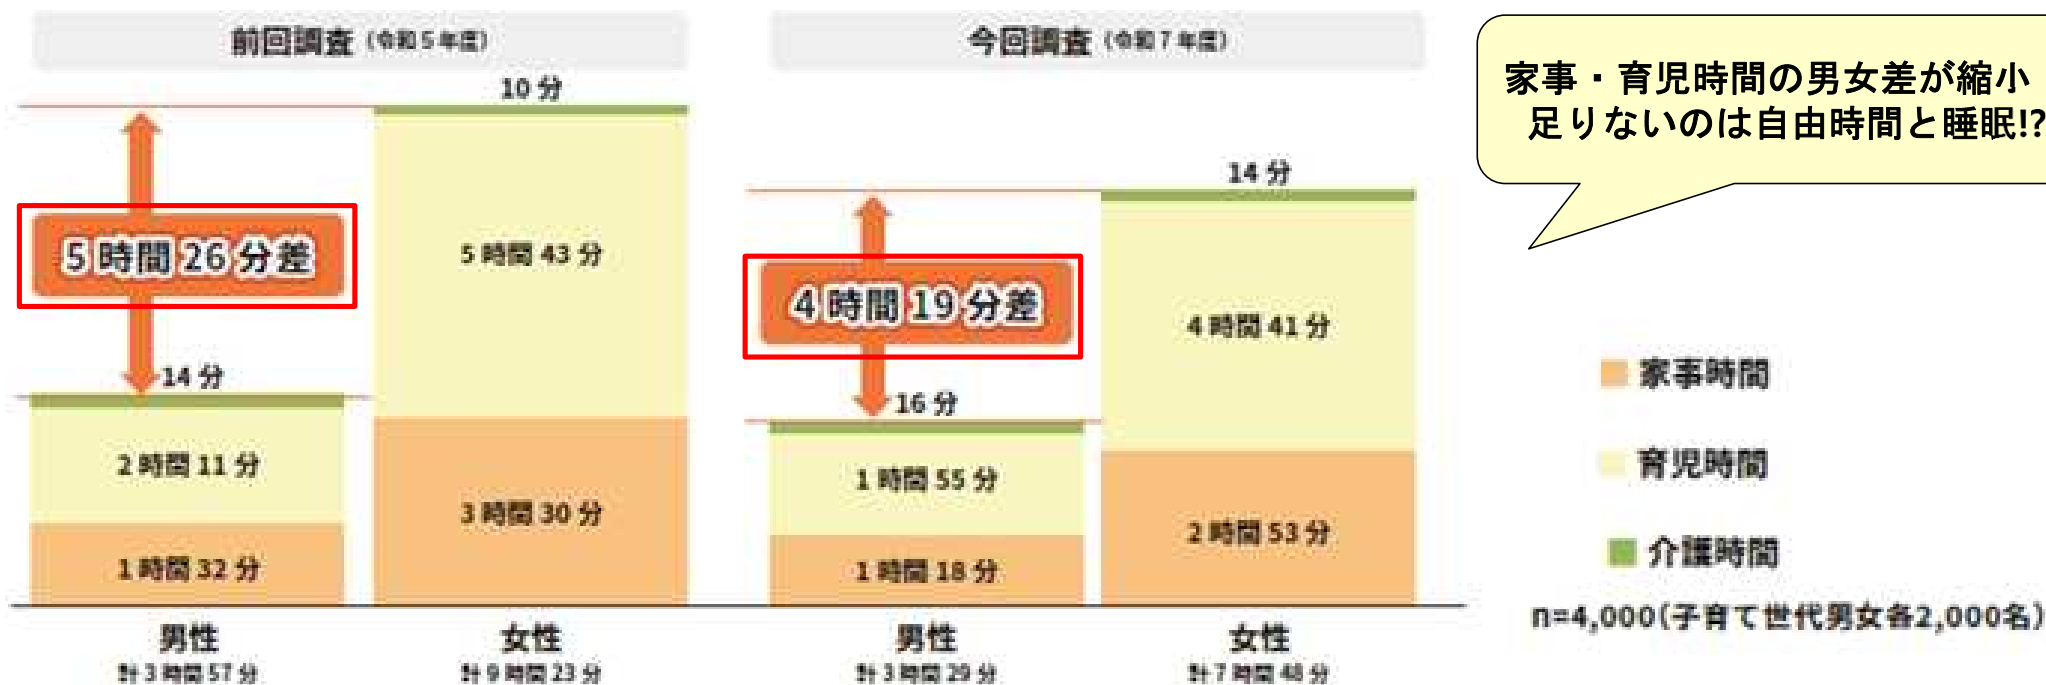 前回調査（令和5年度）
10分
5時間26分差
5時間43分
14分
2時間11分
3時間30分
1時間32分
男性
計3時間57分
女性
計9時間23分
今回調査（令和7年度）
14分
4時間19分差
4時間41分
16分
1時間55分
2時間53分
1時間18分
男性
計3時間29分
女性
計7時間48分
家事・育児時間の男女差が縮小
足りないのは自由時間と睡眠!?
家事時間
育児時間
介護時間
n=4,000(子育て世代男女各2,000名)